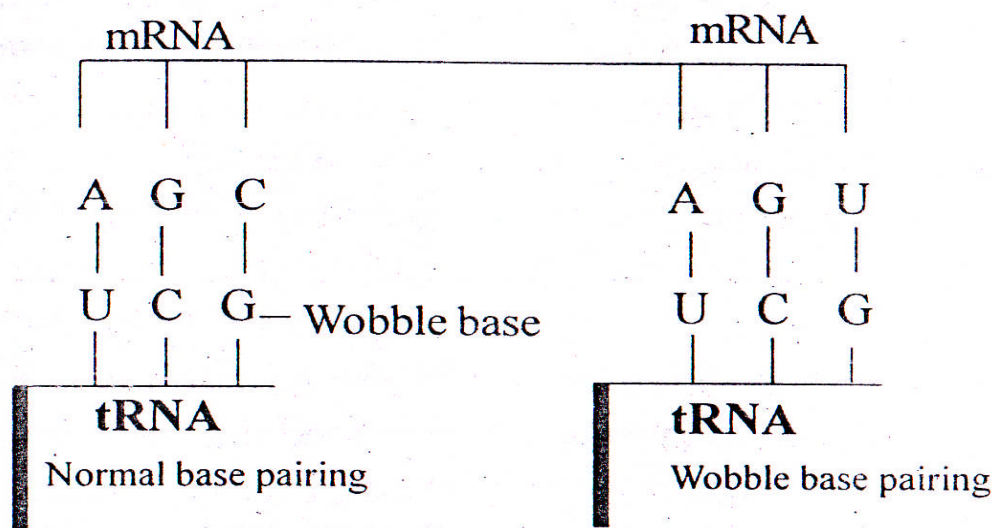 mRNA mRNA
A G C A G U
U C G Wobble base U C G
tRNA tRNA
Normal base pairing Wobble base pairing